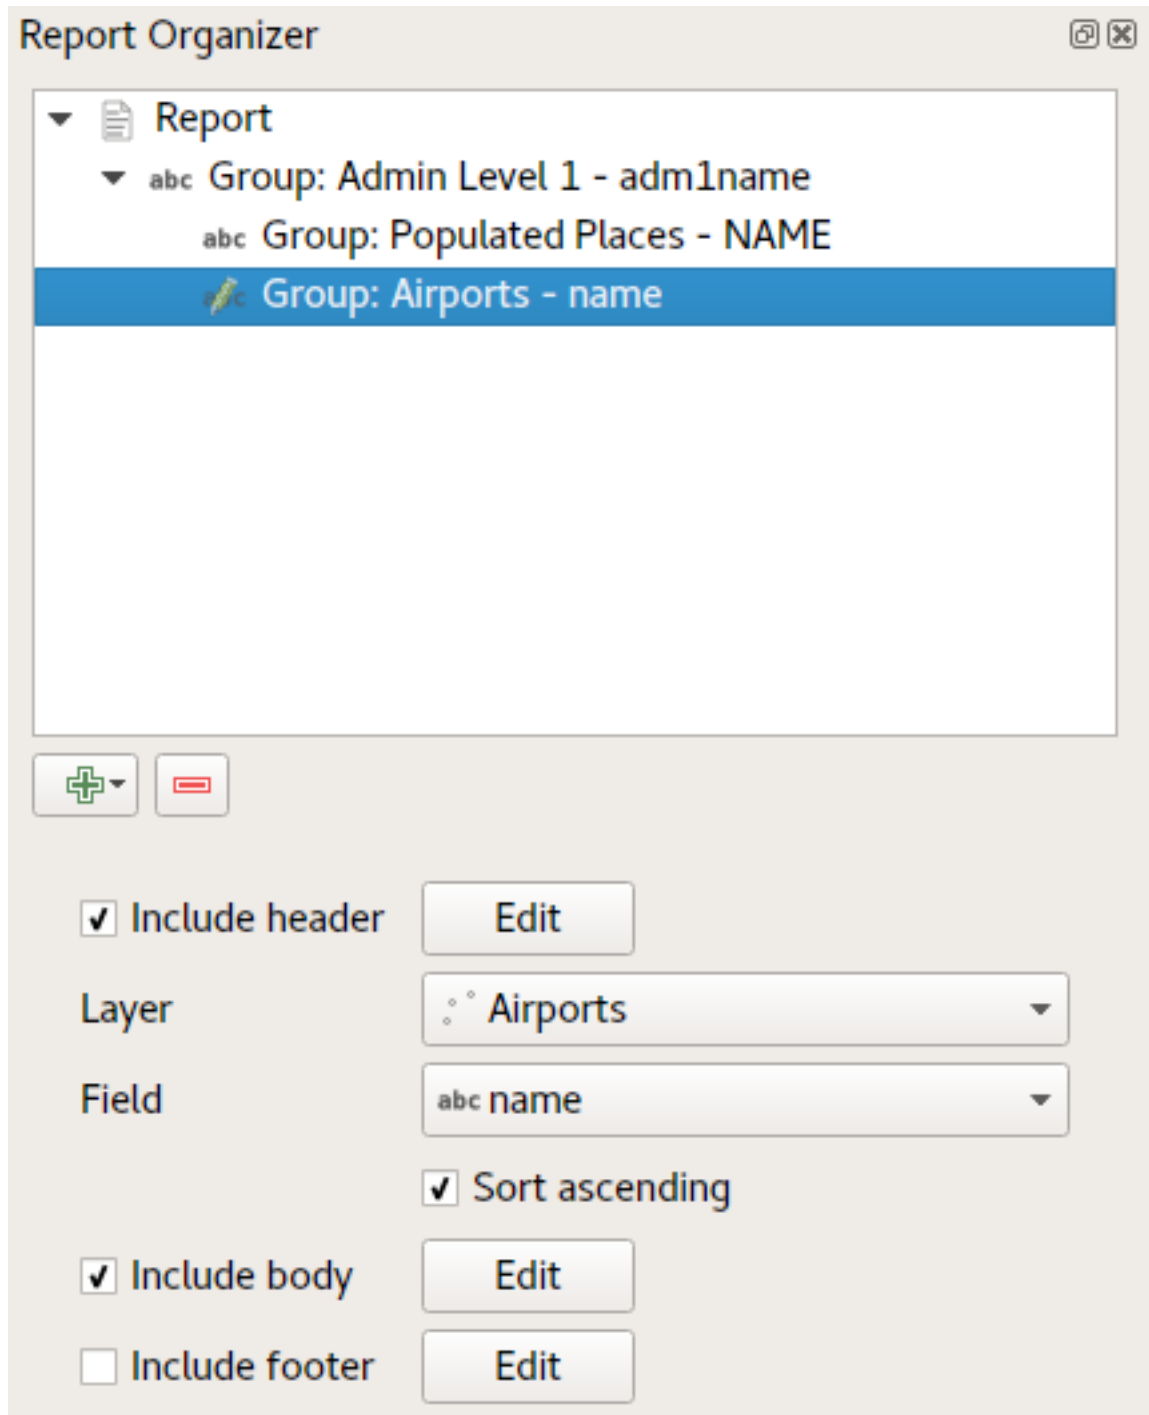 Report Organizer
Report
abc Group: Admin Level 1 - adm1name
abc Group: Populated Places - NAME
Group: Airports - name
Include header Edit
Layer Airports
Field abc name
Sort ascending
Include body Edit
Include footer Edit